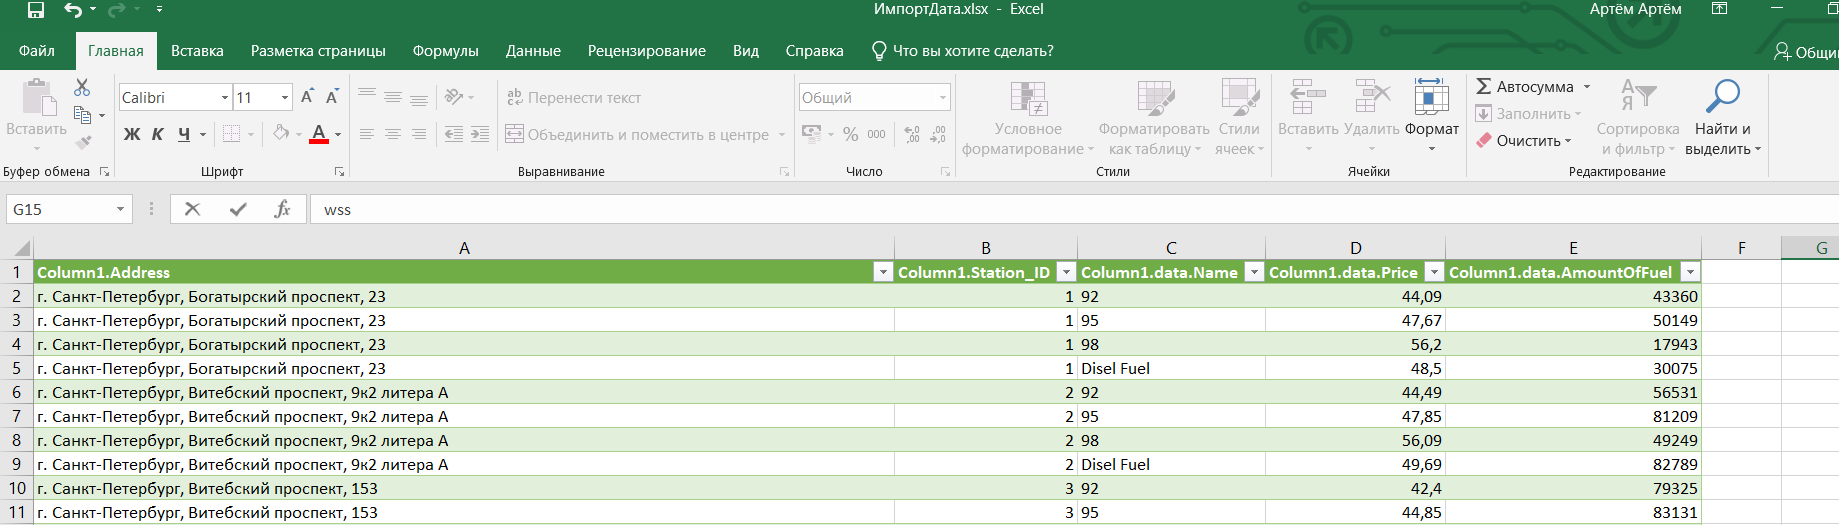 ИмпортДата.xlsx - Excel
Артём Артём
Файл Главная Вставка Разметка страницы Формулы Данные Рецензирование Вид Справка Что вы хотите сделать?
Вставить
Буфер обмена
Calibri 11
Ж К Ч А
Шрифт
Перенести текст
Объединить и поместить в центре
Выравнивание
Общий
% 000
Число
Условное форматирование
Форматировать как таблицу
Стили ячеек
Стили
Вставить Удалить Формат
Ячейки
Автосумма
Заполнить
Очистить
Сортировка и фильтр
Найти и выделить
Редактирование
G15 fx wss
A B C D E F G
1 Column1.Address Column1.Station_ID Column1.data.Name Column1.data.Price Column1.data.AmountOfFuel
2 г. Санкт-Петербург, Богатырский проспект, 23 1 92 44,09 43360
3 г. Санкт-Петербург, Богатырский проспект, 23 1 95 47,67 50149
4 г. Санкт-Петербург, Богатырский проспект, 23 1 98 56,2 17943
5 г. Санкт-Петербург, Богатырский проспект, 23 1 Disel Fuel 48,5 30075
6 г. Санкт-Петербург, Витебский проспект, 9к2 литера А 2 92 44,49 56531
7 г. Санкт-Петербург, Витебский проспект, 9к2 литера А 2 95 47,85 81209
8 г. Санкт-Петербург, Витебский проспект, 9к2 литера А 2 98 56,09 49249
9 г. Санкт-Петербург, Витебский проспект, 9к2 литера А 2 Disel Fuel 49,69 82789
10 г. Санкт-Петербург, Витебский проспект, 153 3 92 42,4 79325
11 г. Санкт-Петербург, Витебский проспект, 153 3 95 44,85 83131